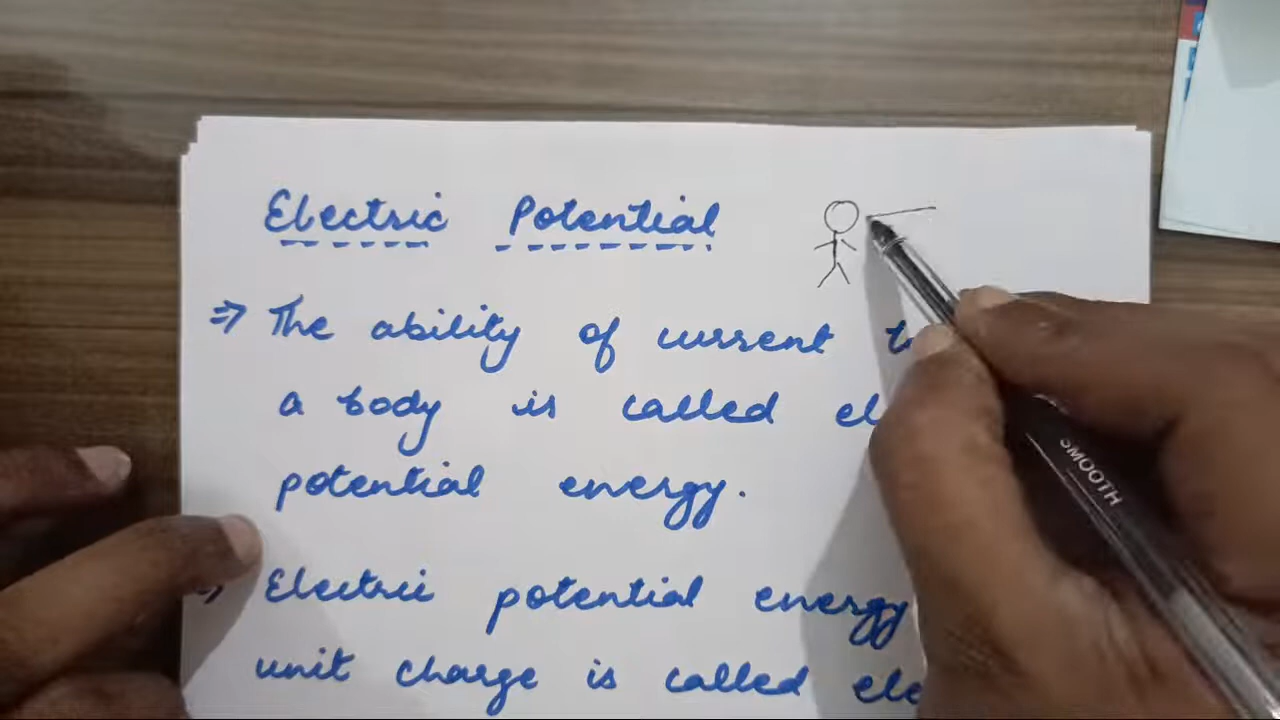 Electric Potential
⇒ The ability of current
a body is called
potential energy.
Electric potential energy
unit charge is called
SMOOTH